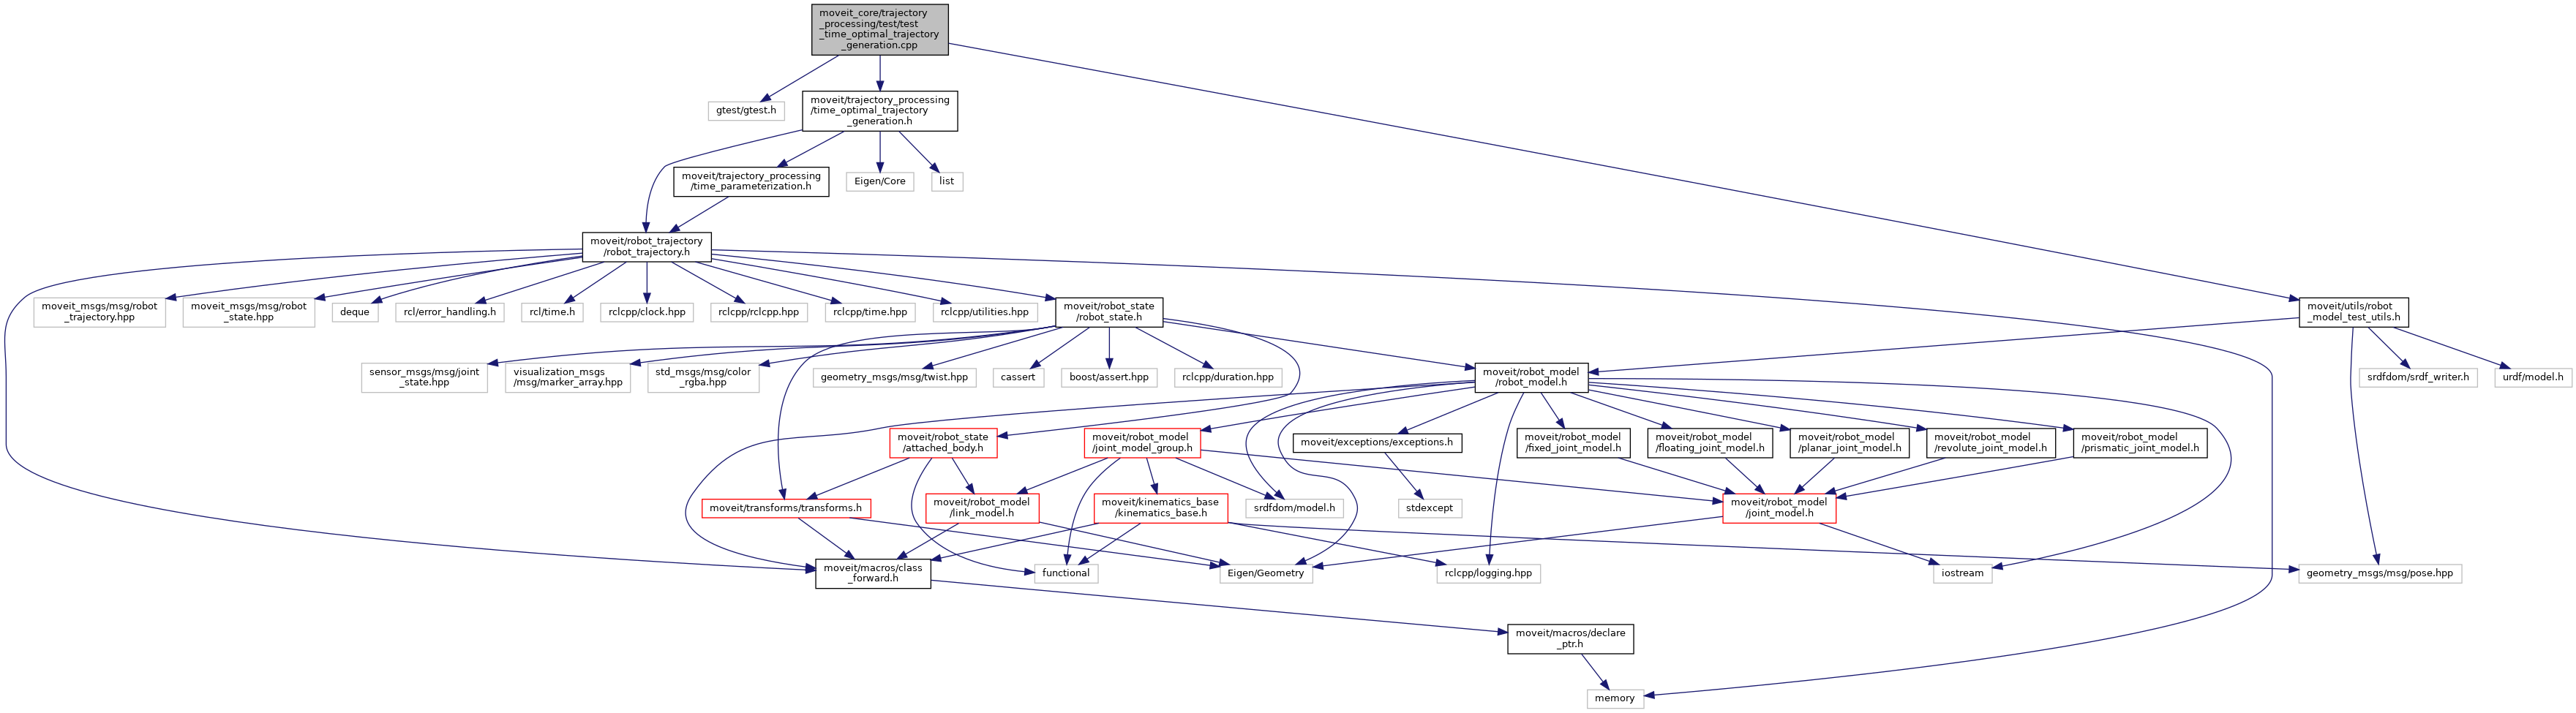 moveit_core/trajectory
_processing/test/test
_time_optimal_trajectory
_generation.cpp
gtest/gtest.h
moveit/trajectory_processing
/time_optimal_trajectory
_generation.h
moveit/trajectory_processing
/time_parameterization.h
Eigen/Core
list
moveit/robot_trajectory
/robot_trajectory.h
moveit_msgs/msg/robot
_trajectory.hpp
moveit_msgs/msg/robot
_state.hpp
deque
rcl/error_handling.h
rcl/time.h
rclcpp/clock.hpp
rclcpp/rclcpp.hpp
rclcpp/time.hpp
rclcpp/utilities.hpp
moveit/robot_state
/robot_state.h
moveit/utils/robot
_model_test_utils.h
sensor_msgs/msg/joint
_state.hpp
visualization_msgs
/msg/marker_array.hpp
std_msgs/msg/color
_rgba.hpp
geometry_msgs/msg/twist.hpp
cassert
boost/assert.hpp
rclcpp/duration.hpp
moveit/robot_model
/robot_model.h
srdfdom/srdf_writer.h
urdf/model.h
moveit/robot_state
/attached_body.h
moveit/robot_model
/joint_model_group.h
moveit/exceptions/exceptions.h
moveit/robot_model
/fixed_joint_model.h
moveit/robot_model
/floating_joint_model.h
moveit/robot_model
/planar_joint_model.h
moveit/robot_model
/revolute_joint_model.h
moveit/robot_model
/prismatic_joint_model.h
moveit/transforms/transforms.h
moveit/robot_model
/link_model.h
moveit/kinematics_base
/kinematics_base.h
srdfdom/model.h
stdexcept
moveit/robot_model
/joint_model.h
moveit/macros/class
_forward.h
functional
Eigen/Geometry
rclcpp/logging.hpp
iostream
geometry_msgs/msg/pose.hpp
moveit/macros/declare
_ptr.h
memory